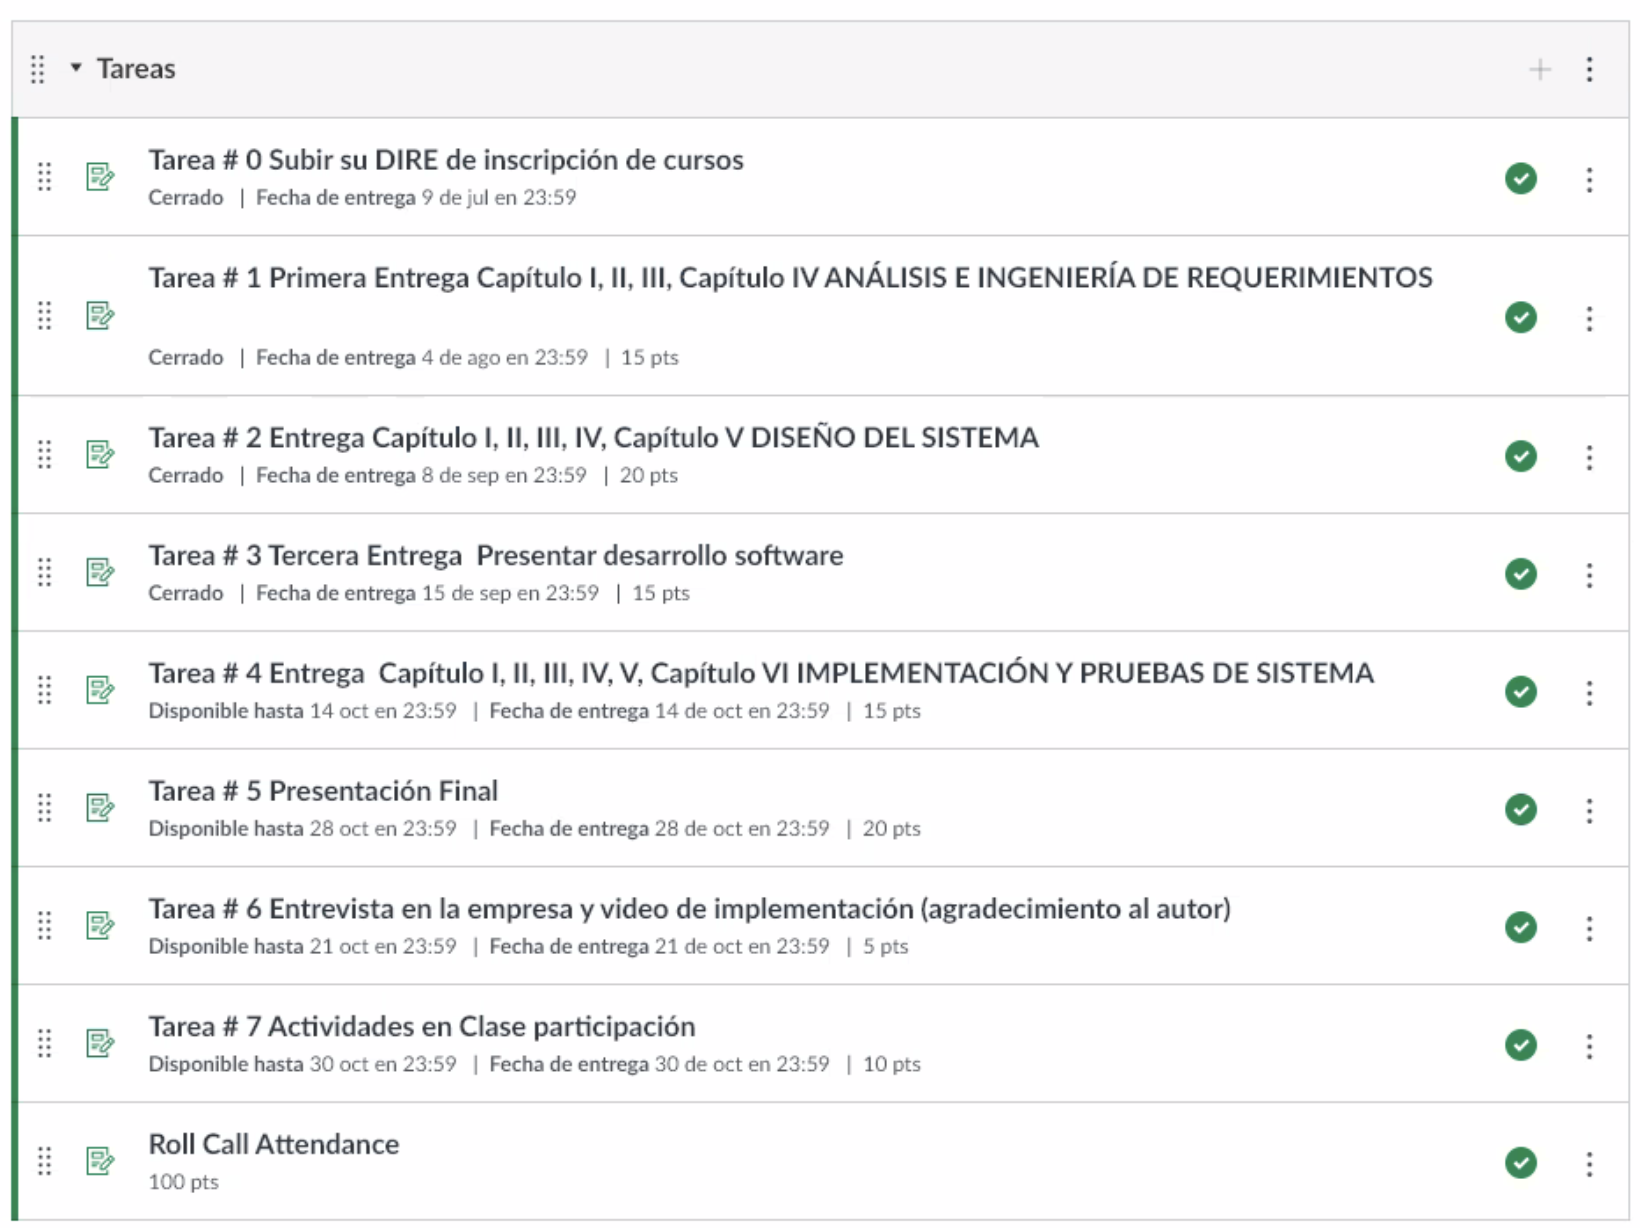 Tareas
Tarea # 0 Subir su DIRE de inscripción de cursos
Cerrado | Fecha de entrega 9 de jul en 23:59
Tarea # 1 Primera Entrega Capítulo I, II, III, Capítulo IV ANÁLISIS E INGENIERÍA DE REQUERIMIENTOS
Cerrado | Fecha de entrega 4 de ago en 23:59 | 15 pts
Tarea # 2 Entrega Capítulo I, II, III, IV, Capítulo V DISEÑO DEL SISTEMA
Cerrado | Fecha de entrega 8 de sep en 23:59 | 20 pts
Tarea # 3 Tercera Entrega Presentar desarrollo software
Cerrado | Fecha de entrega 15 de sep en 23:59 | 15 pts
Tarea # 4 Entrega Capítulo I, II, III, IV, V, Capítulo VI IMPLEMENTACIÓN Y PRUEBAS DE SISTEMA
Disponible hasta 14 oct en 23:59 | Fecha de entrega 14 de oct en 23:59 | 15 pts
Tarea # 5 Presentación Final
Disponible hasta 28 oct en 23:59 | Fecha de entrega 28 de oct en 23:59 | 20 pts
Tarea # 6 Entrevista en la empresa y video de implementación (agradecimiento al autor)
Disponible hasta 21 oct en 23:59 | Fecha de entrega 21 de oct en 23:59 | 5 pts
Tarea # 7 Actividades en Clase participación
Disponible hasta 30 oct en 23:59 | Fecha de entrega 30 de oct en 23:59 | 10 pts
Roll Call Attendance
100 pts